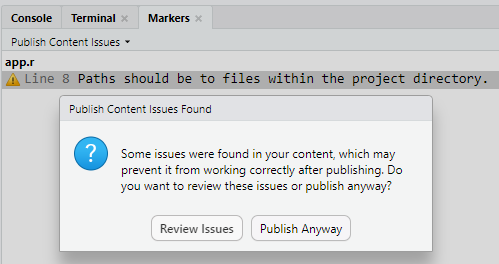 Console Terminal Markers
Publish Content Issues
app.r
Line 8 Paths should be to files within the project directory.
Publish Content Issues Found
Some issues were found in your content, which may
prevent it from working correctly after publishing. Do
you want to review these issues or publish anyway?
Review Issues Publish Anyway